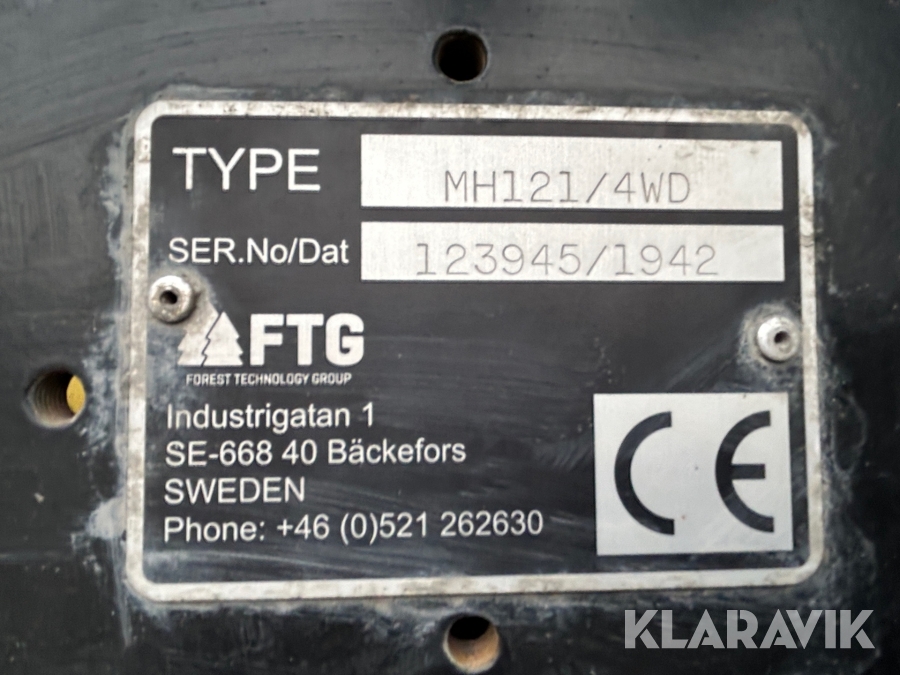 TYPE MH121/4WD
SER.No/Dat 123945/1942
FTG
FOREST TECHNOLOGY GROUP
Industrigatan 1
SE-668 40 Bäckefors
SWEDEN
Phone: +46 (0)521 262630
CE
KLARAVIK